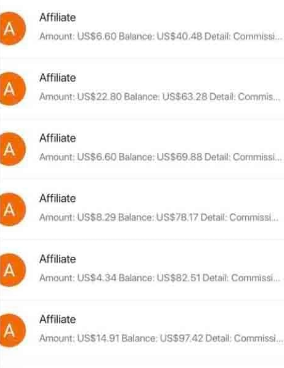 A
Affiliate
Amount: US$6.60 Balance: US$40.48 Detail: Commissi...
A
Affiliate
Amount: US$22.80 Balance: US$63.28 Detail: Commis...
A
Affiliate
Amount: US$6.60 Balance: US$69.88 Detail: Commissi...
A
Affiliate
Amount: US$8.29 Balance: US$78.17 Detail: Commissi...
A
Affiliate
Amount: US$4.34 Balance: US$82.51 Detail: Commissi...
A
Affiliate
Amount: US$14.91 Balance: US$97.42 Detail: Commissi...